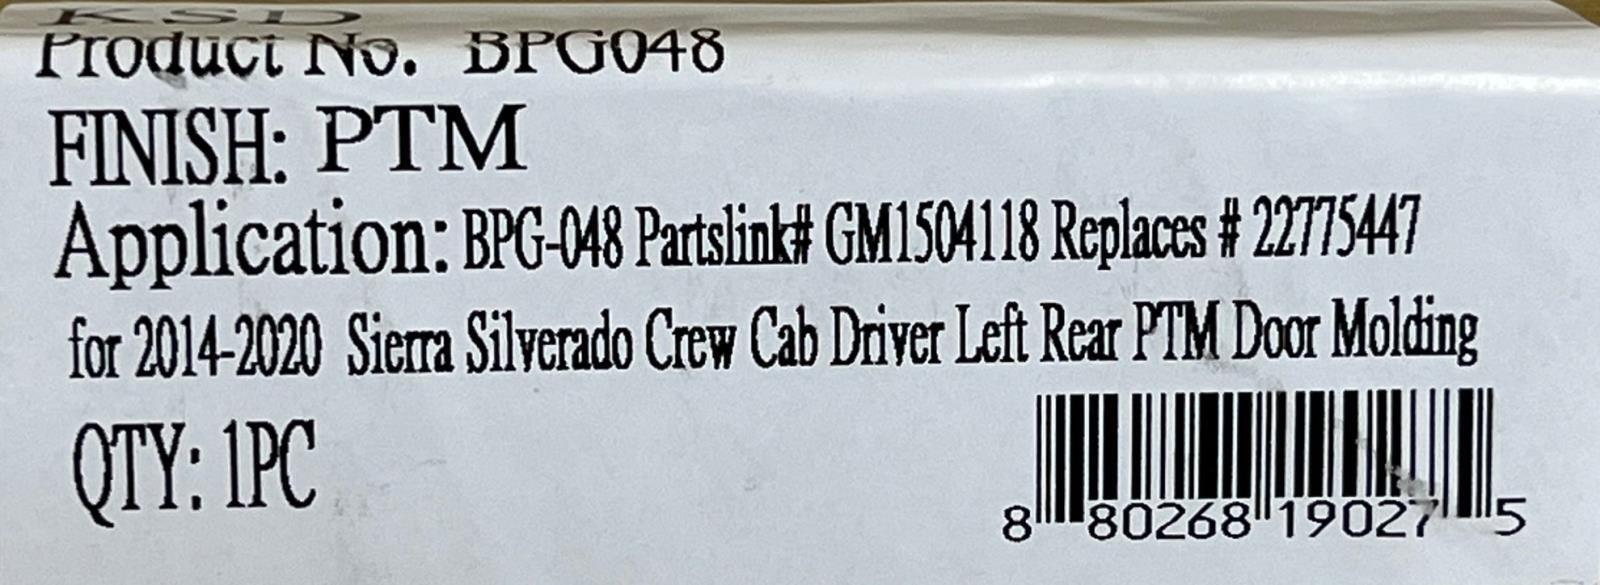 KSD
Product No. BPG048
FINISH: PTM
Application: BPG-048 Partslink# GM1504118 Replaces # 22775447
for 2014-2020 Sierra Silverado Crew Cab Driver Left Rear PTM Door Molding
QTY: 1PC
8 80268 19027 5